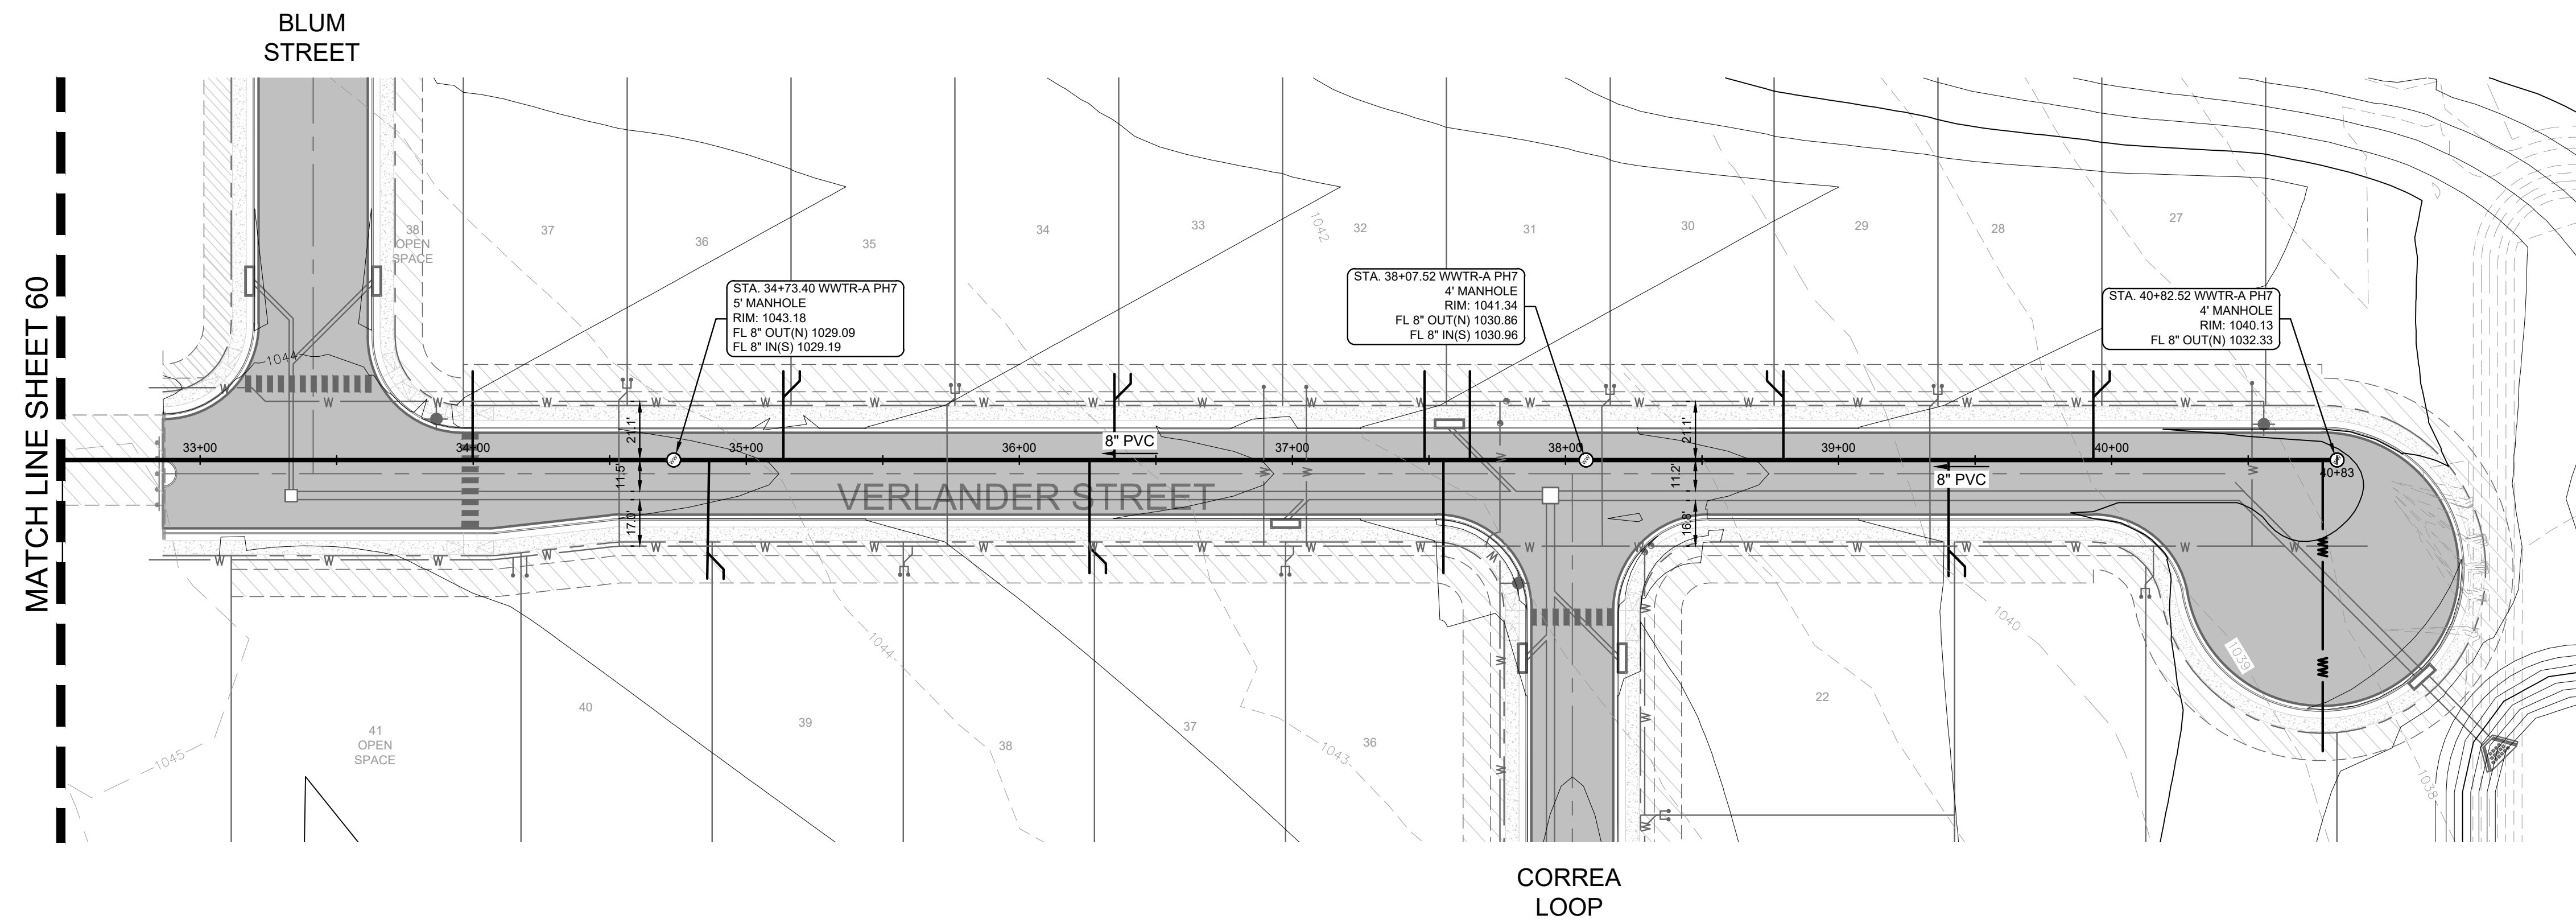 BLUM
STREET
MATCH LINE SHEET 60
38
OPEN
SPACE
37
36
35
34
33
1042
32
31
30
29
28
27
STA. 34+73.40 WWTR-A PH7
5' MANHOLE
RIM: 1043.18
FL 8" OUT(N) 1029.09
FL 8" IN(S) 1029.19
STA. 38+07.52 WWTR-A PH7
4' MANHOLE
RIM: 1041.34
FL 8" OUT(N) 1030.86
FL 8" IN(S) 1030.96
STA. 40+82.52 WWTR-A PH7
4' MANHOLE
RIM: 1040.13
FL 8" OUT(N) 1032.33
1044
W W W W W W W W W W W W W W W W W W W
21.1'
21.1'
33+00
34+00
35+00
36+00
8" PVC
37+00
38+00
39+00
40+00
40+83
11.5'
11.2'
8" PVC
VERLANDER STREET
17.0'
16.8'
W W W W W W W W W W W W W W W W W
1044
1043
1040
1039
1038
1045
41
OPEN
SPACE
40
39
38
37
36
22
CORREA
LOOP